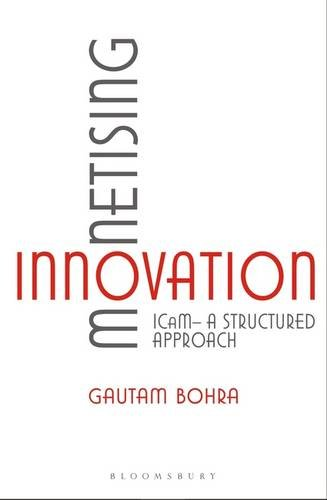 MONETISING
INNOVATION
ICaM– A STRUCTURED
APPROACH
GAUTAM BOHRA
BLOOMSBURY